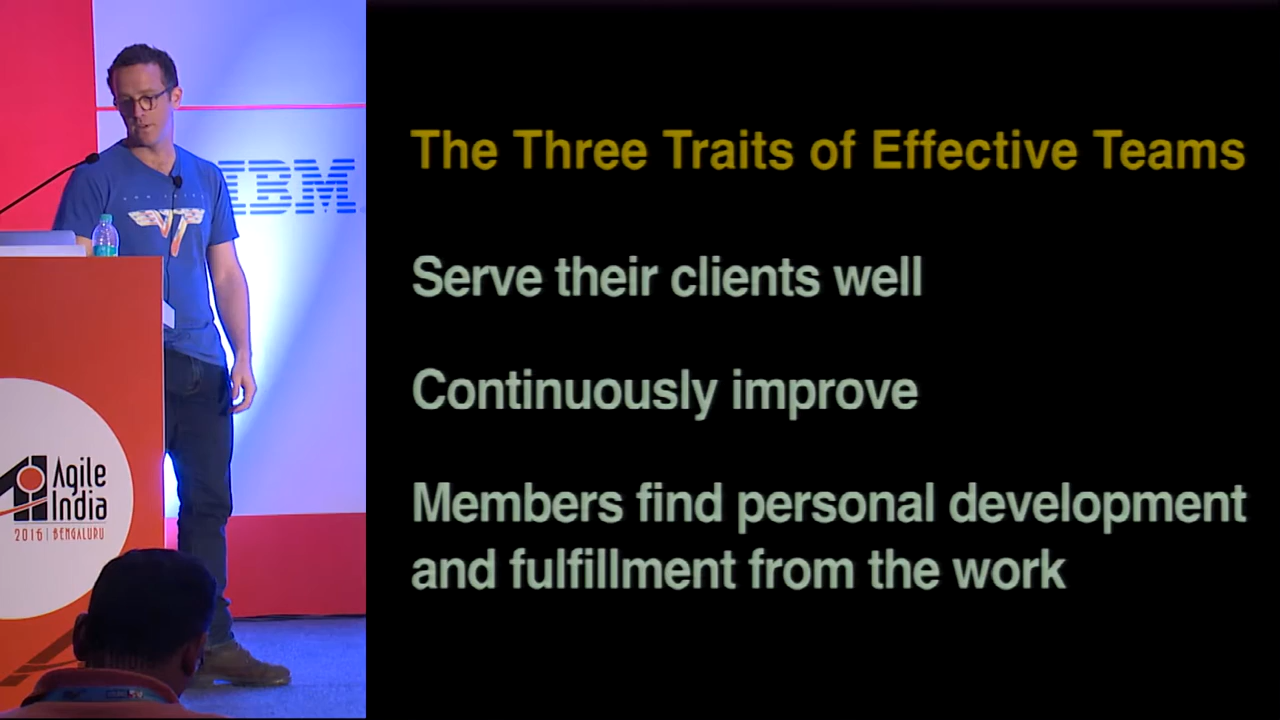 The Three Traits of Effective Teams
Serve their clients well
Continuously improve
Members find personal development
and fulfillment from the work
IBM
Agile
India
2016 | BENGALURU